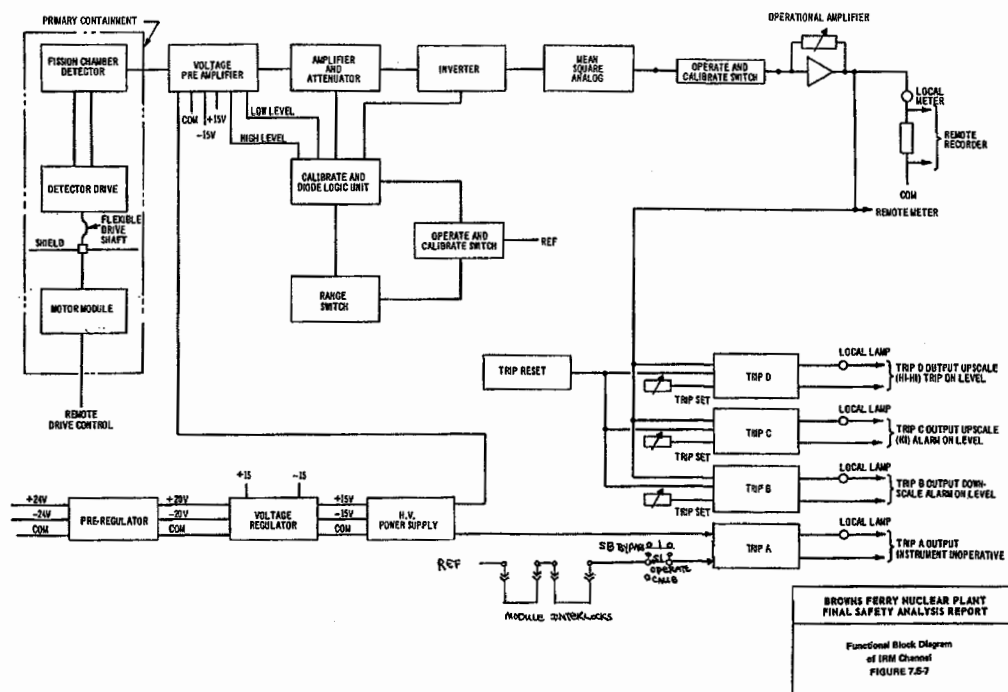 PRIMARY CONTAINMENT
FISSION CHAMBER
DETECTOR
VOLTAGE
PRE AMPLIFIER
AMPLIFIER
AND
ATTENUATOR
INVERTER
MEAN
SQUARE
ANALOG
OPERATE AND
CALIBRATE SWITCH
OPERATIONAL AMPLIFIER
LOCAL
METER
REMOTE
RECORDER
COM
REMOTE METER
COM
-15V
+15V
LOW LEVEL
HIGH LEVEL
CALIBRATE AND
DIODE LOGIC UNIT
OPERATE AND
CALIBRATE SWITCH
REF
RANGE
SWITCH
DETECTOR DRIVE
FLEXIBLE
DRIVE
SHAFT
SHIELD
MOTOR MODULE
REMOTE
DRIVE CONTROL
TRIP RESET
TRIP SET
TRIP D
LOCAL LAMP
TRIP D OUTPUT UPSCALE
(HI-HI) TRIP ON LEVEL
TRIP SET
TRIP C
LOCAL LAMP
TRIP C OUTPUT UPSCALE
(HI) ALARM ON LEVEL
TRIP SET
TRIP B
LOCAL LAMP
TRIP B OUTPUT DOWN-
SCALE ALARM ON LEVEL
+24V
-24V
COM
PRE-REGULATOR
+20V
-20V
COM
+15
-15
VOLTAGE
REGULATOR
+15V
-15V
COM
H.V.
POWER SUPPLY
TRIP A
LOCAL LAMP
TRIP A OUTPUT
INSTRUMENT INOPERATIVE
REF
MODULE INTERLOCKS
SB BYPASS
S1
OPERATE
CALIB
BROWNS FERRY NUCLEAR PLANT
FINAL SAFETY ANALYSIS REPORT
Functional Block Diagram
of IRM Channel
FIGURE 7.5-7